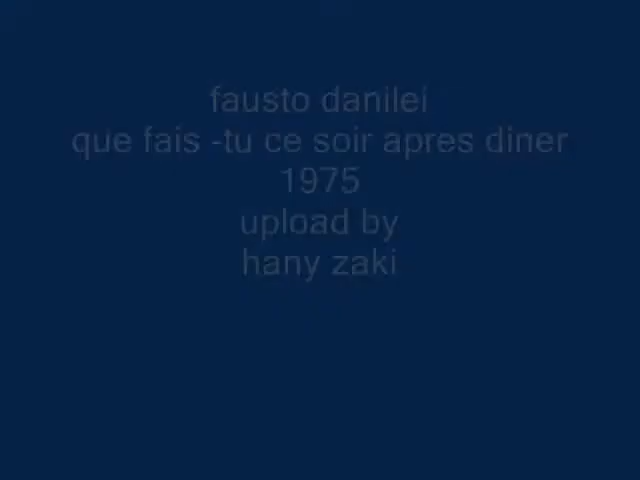 fausto danilei
que fais -tu ce soir apres diner
1975
upload by
hany zaki